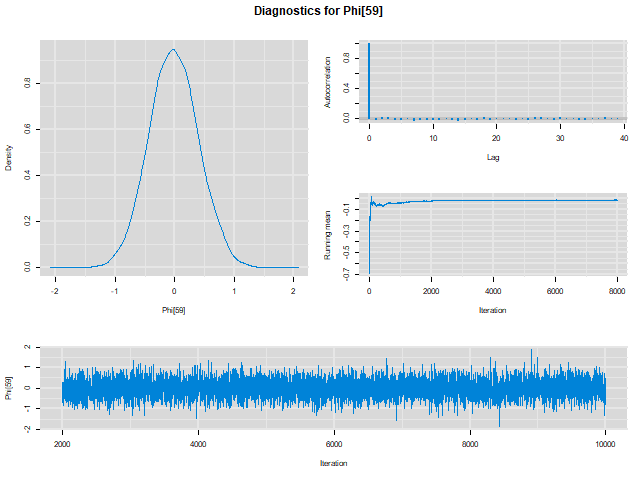 Diagnostics for Phi[59]
Density
0.0 0.2 0.4 0.6 0.8
-2 -1 0 1 2
Phi[59]
Autocorrelation
0.0 0.4 0.8
0 10 20 30 40
Lag
Running mean
-0.7 -0.5 -0.3 -0.1
0 2000 4000 6000 8000
Iteration
Phi[59]
-2 -1 0 1 2
2000 4000 6000 8000 10000
Iteration